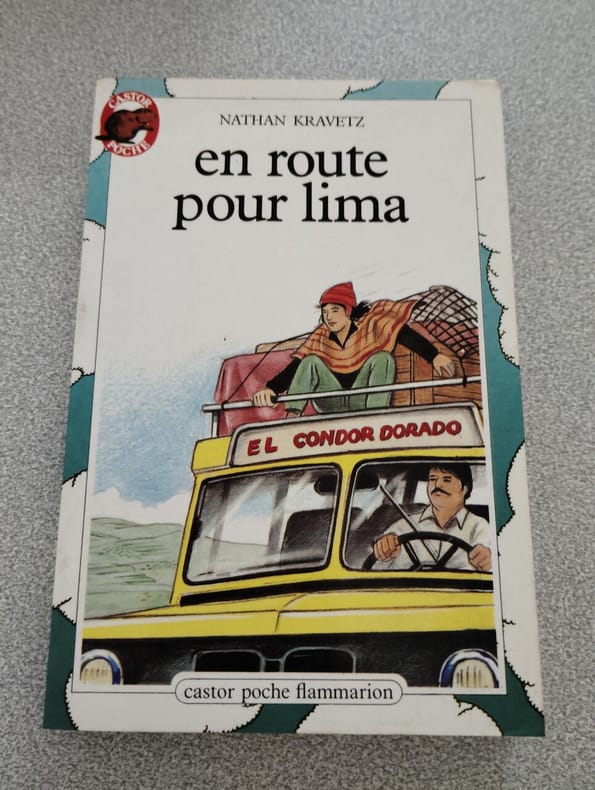 CASTOR
POCHE
NATHAN KRAVETZ
en route
pour lima
EL CONDOR DORADO
castor poche flammarion